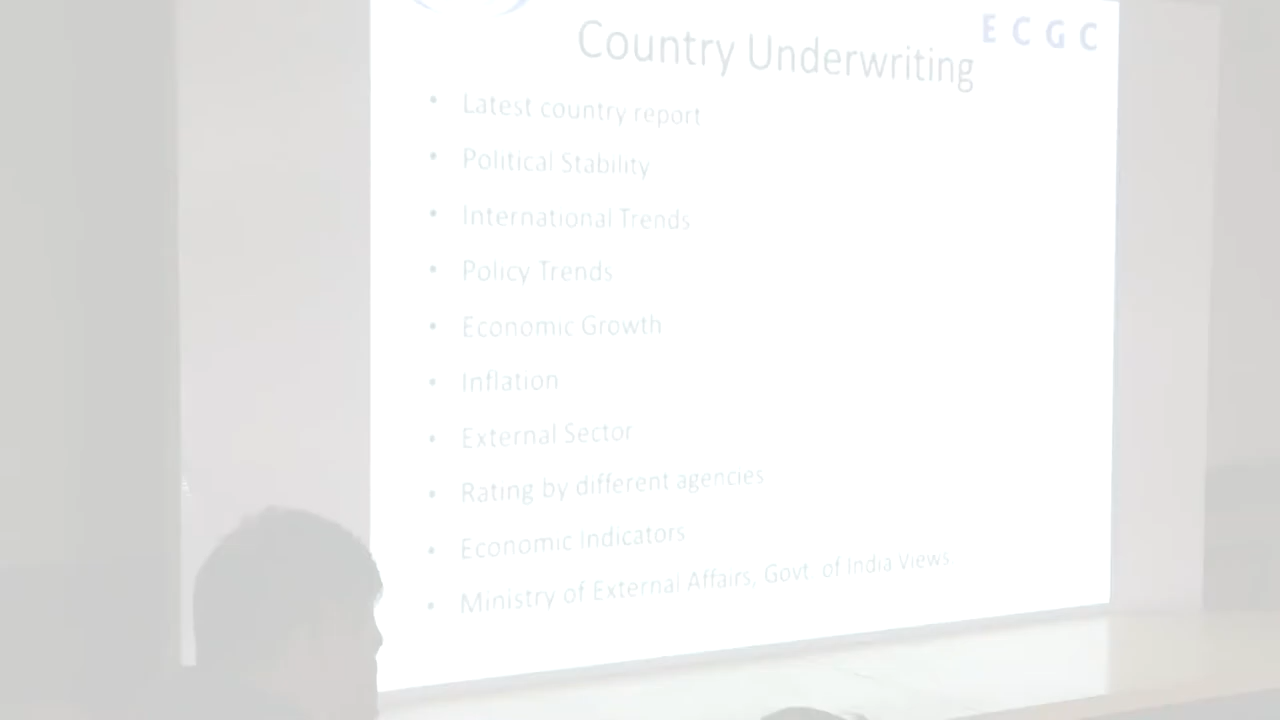 E C G C
Country Underwriting
• Latest country report
• Political Stability
• International Trends
• Policy Trends
• Economic Growth
• Inflation
• External Sector
• Rating by different agencies
• Economic Indicators
• Ministry of External Affairs, Govt of India Views.